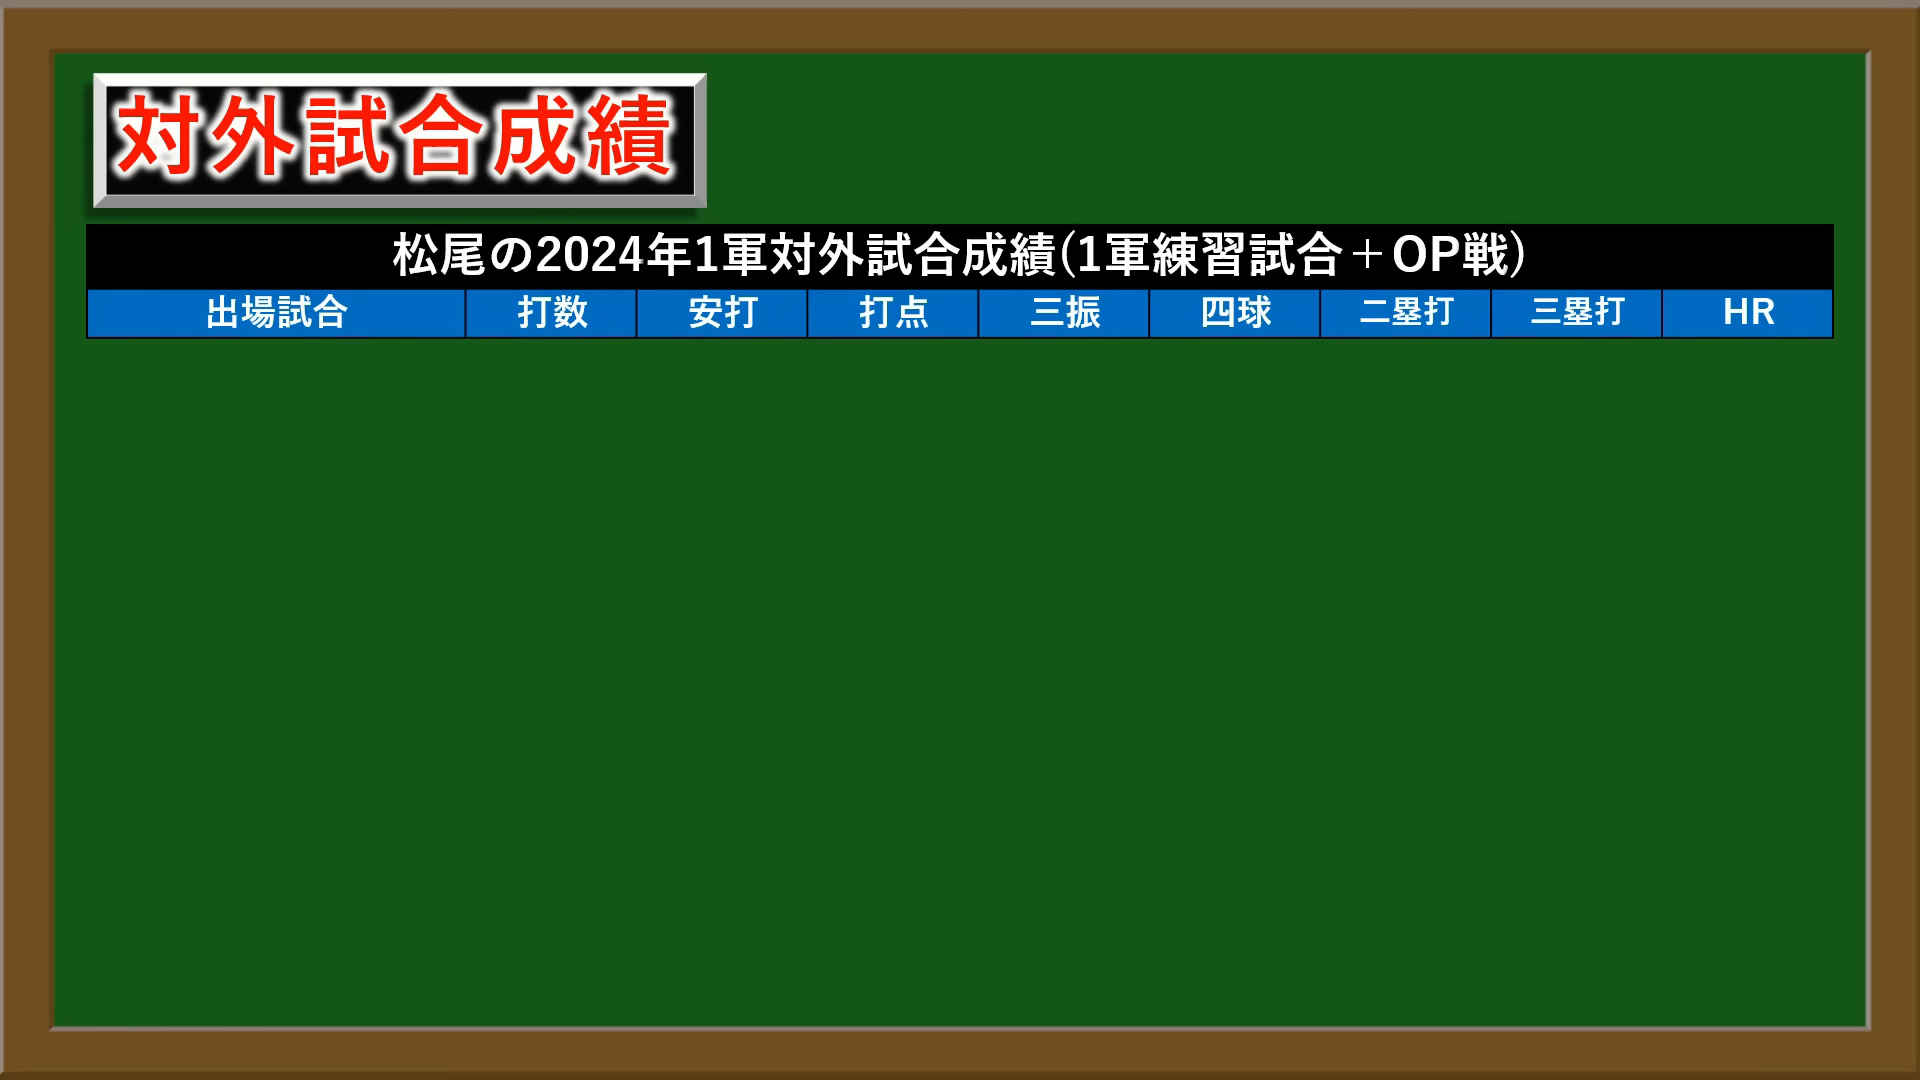 対外試合成績
松尾の2024年1軍対外試合成績(1軍練習試合＋OP戦)
出場試合 打数 安打 打点 三振 四球 二塁打 三塁打 HR